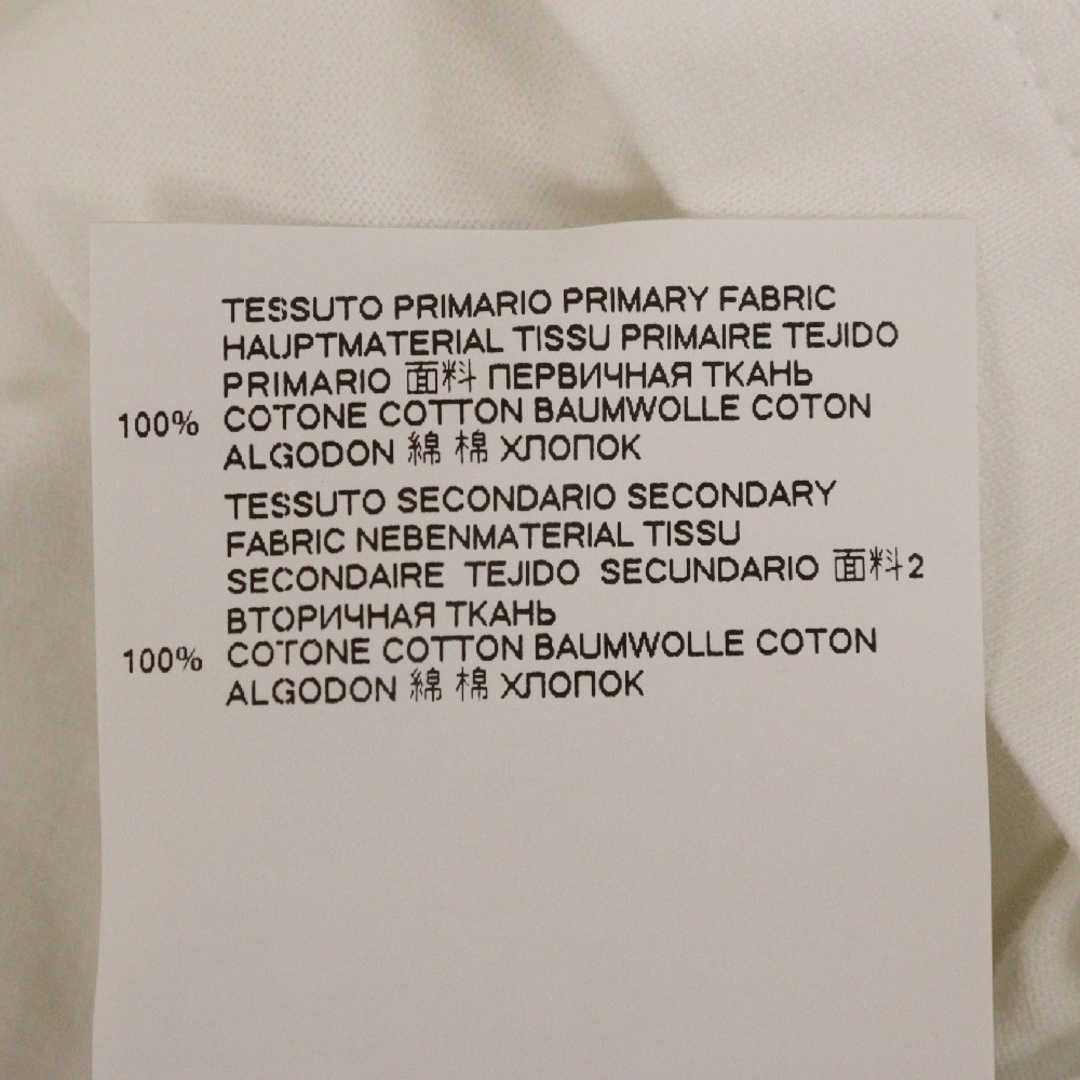 TESSUTO PRIMARIO PRIMARY FABRIC
HAUPTMATERIAL TISSU PRIMAIRE TEJIDO
PRIMARIO 面料 ПЕРВИЧНАЯ ТКАНЬ
100% COTONE COTTON BAUMWOLLE COTON
ALGODON 綿 棉 ХЛОПОК
TESSUTO SECONDARIO SECONDARY
FABRIC NEBENMATERIAL TISSU
SECONDAIRE TEJIDO SECUNDARIO 面料2
ВТОРИЧНАЯ ТКАНЬ
100% COTONE COTTON BAUMWOLLE COTON
ALGODON 綿 棉 ХЛОПОК